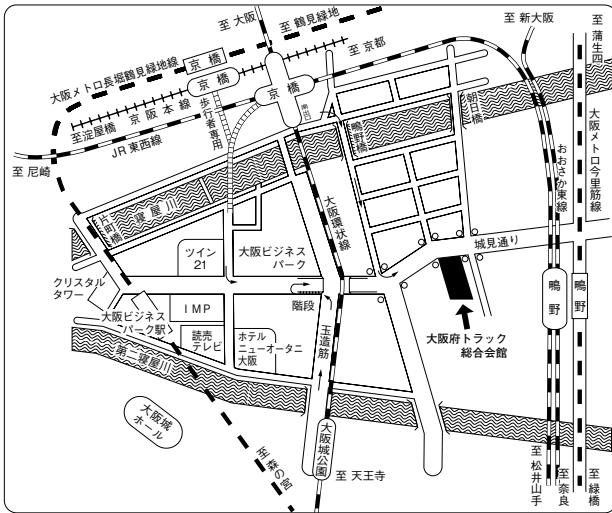 至 大阪
至 鶴見緑地
大阪メトロ長堀鶴見緑地線
京橋
至 京都
至 新大阪
至 蒲生四
京橋
京橋
南出口
至淀屋橋
京阪本線
歩行者専用
JR東西線
至 尼崎
鴫野橋
朝日橋
大阪メトロ今里筋線
おおさか東線
片町橋
寝屋川
大阪環状線
城見通り
ツイン
21
大阪ビジネス
パーク
クリスタル
タワー
大阪ビジネス
パーク駅
IMP
階段
鴫野
鴫野
読売
テレビ
ホテル
ニューオータニ
大阪
玉造筋
大阪府トラック
総合会館
第二寝屋川
大阪城
ホール
大阪城公園
至 森の宮
至 天王寺
至 松井山手
至 奈良
至 緑橋